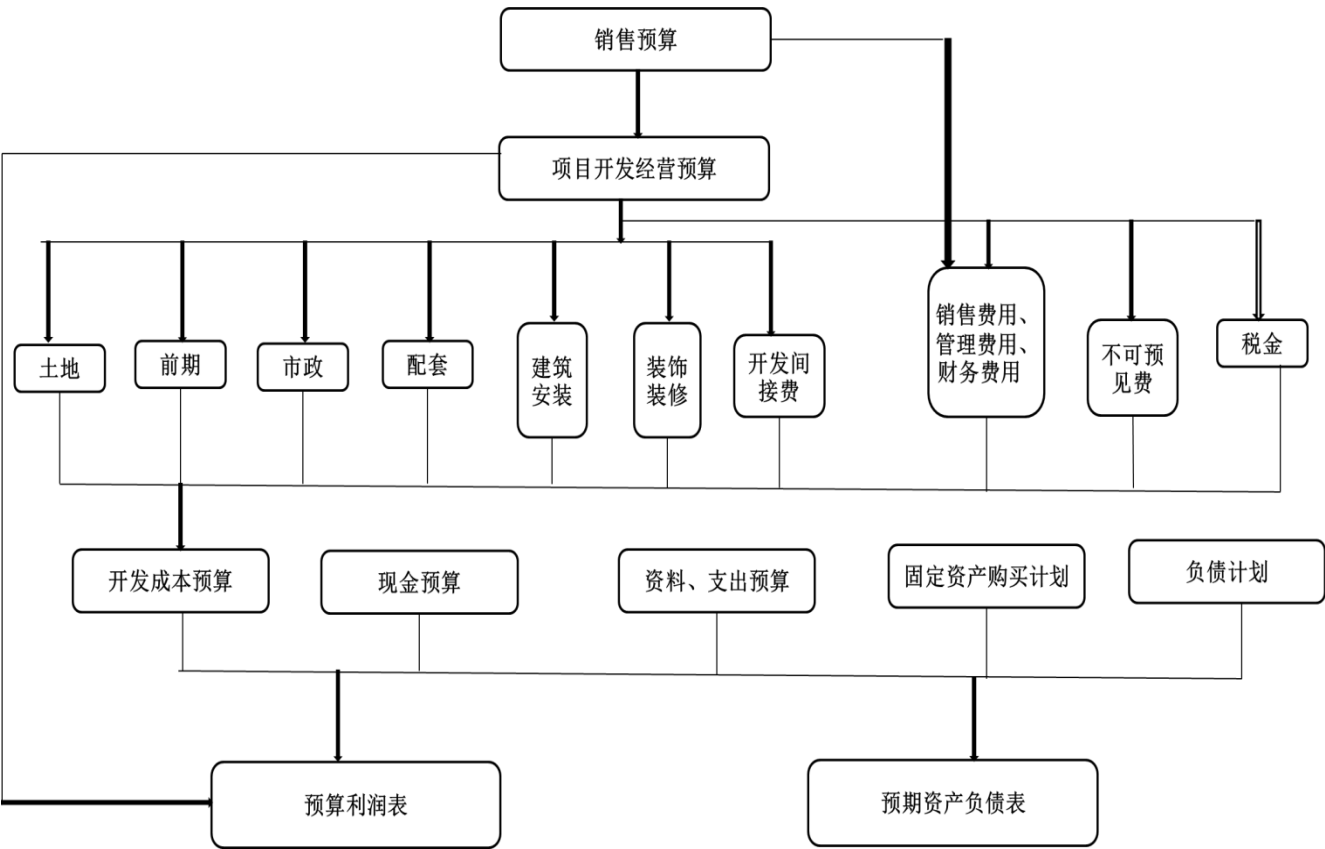 销售预算
项目开发经营预算
土地
前期
市政
配套
建筑
安装
装饰
装修
开发间
接费
销售费用、
管理费用、
财务费用
不可预
见费
税金
开发成本预算
现金预算
资料、支出预算
固定资产购买计划
负债计划
预算利润表
预期资产负债表